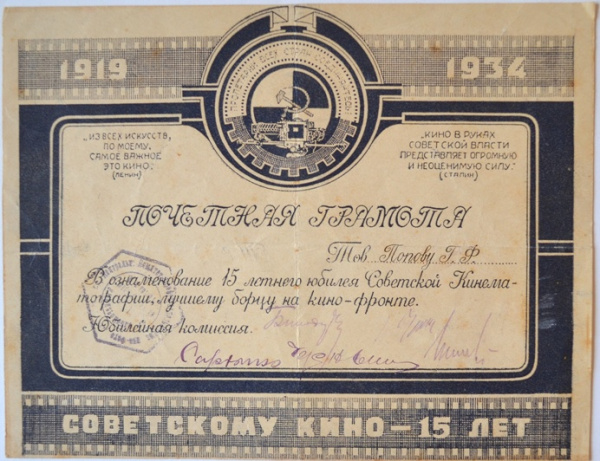 1919
1934
„ИЗ ВСЕХ ИСКУССТВ,
ПО МОЕМУ,
САМОЕ ВАЖНОЕ
ЭТО КИНО."
(ЛЕНИН)
„КИНО В РУКАХ
СОВЕТСКОЙ ВЛАСТИ
ПРЕДСТАВЛЯЕТ ОГРОМНУЮ
И НЕОЦЕНИМУЮ СИЛУ."
(СТАЛИН)
ПОЧЕТНАЯ ГРАМОТА
Тов. Попову Г. Ф.
В ознаменование 15 летнего юбилея Советской Кинема-
тографии, лучшему борцу на кино-фронте.
Юбилейная комиссия.
СОВЕТСКОМУ КИНО — 15 ЛЕТ